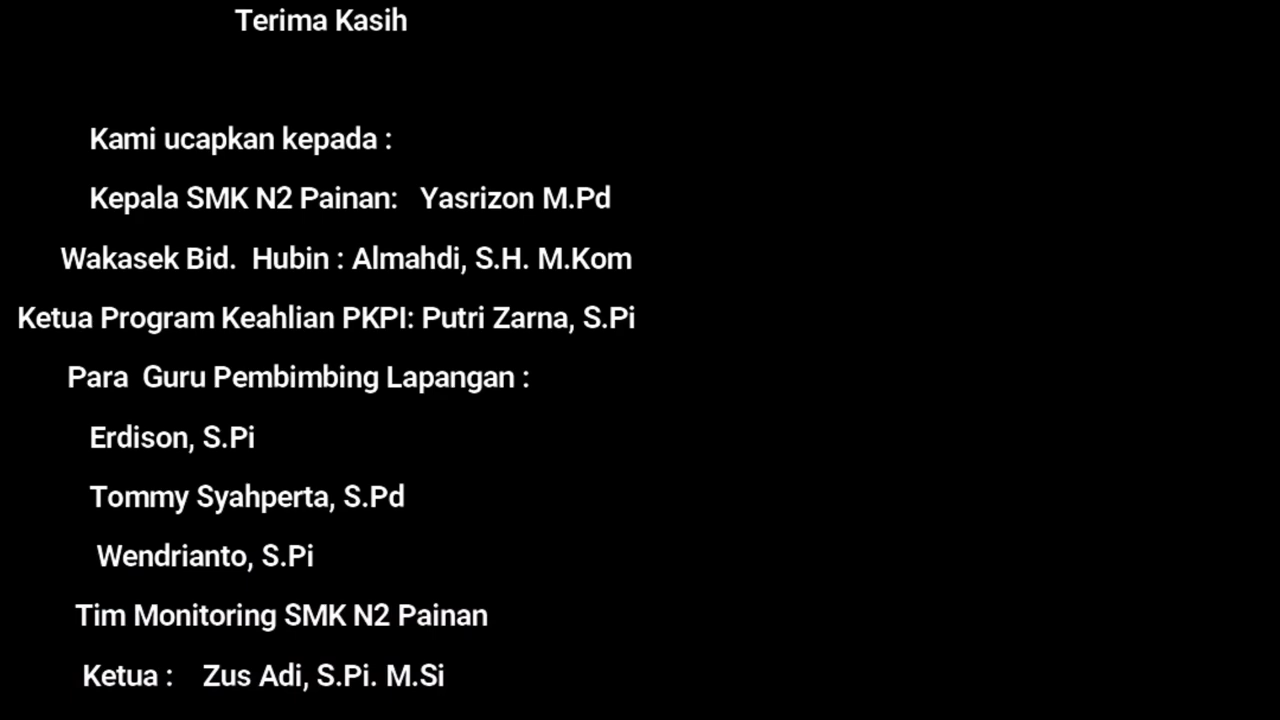 Terima Kasih
Kami ucapkan kepada :
Kepala SMK N2 Painan: Yasrizon M.Pd
Wakasek Bid. Hubin : Almahdi, S.H. M.Kom
Ketua Program Keahlian PKPI: Putri Zarna, S.Pi
Para Guru Pembimbing Lapangan :
Erdison, S.Pi
Tommy Syahperta, S.Pd
Wendrianto, S.Pi
Tim Monitoring SMK N2 Painan
Ketua : Zus Adi, S.Pi. M.Si